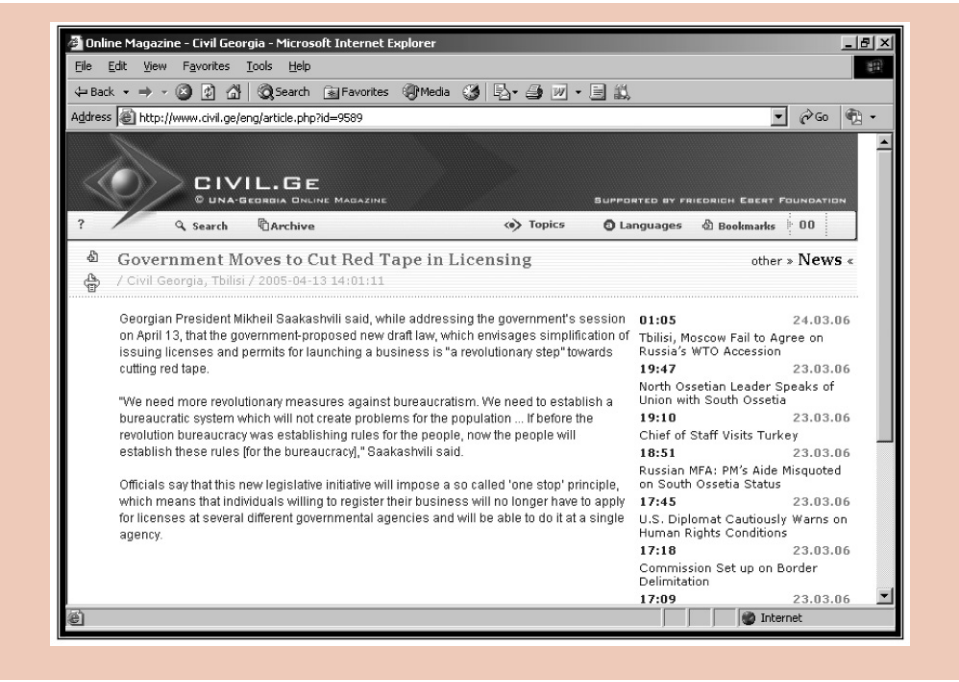 Online Magazine - Civil Georgia - Microsoft Internet Explorer
File Edit View Favorites Tools Help
Back Search Favorites Media
Address http://www.civil.ge/eng/article.php?id=9589 Go
CIVIL.GE
© UNA-GEORGIA ONLINE MAGAZINE SUPPORTED BY FRIEDRICH EBERT FOUNDATION
? Search Archive Topics Languages Bookmarks 00
Government Moves to Cut Red Tape in Licensing
/ Civil Georgia, Tbilisi / 2005-04-13 14:01:11
other » News «
Georgian President Mikheil Saakashvili said, while addressing the government's session
on April 13, that the government-proposed new draft law, which envisages simplification of
issuing licenses and permits for launching a business is "a revolutionary step" towards
cutting red tape.
"We need more revolutionary measures against bureaucratism. We need to establish a
bureaucratic system which will not create problems for the population ... If before the
revolution bureaucracy was establishing rules for the people, now the people will
establish these rules [for the bureaucracy]," Saakashvili said.
Officials say that this new legislative initiative will impose a so called 'one stop' principle,
which means that individuals willing to register their business will no longer have to apply
for licenses at several different governmental agencies and will be able to do it at a single
agency.
01:05 24.03.06
Tbilisi, Moscow Fail to Agree on
Russia's WTO Accession
19:47 23.03.06
North Ossetian Leader Speaks of
Union with South Ossetia
19:10 23.03.06
Chief of Staff Visits Turkey
18:51 23.03.06
Russian MFA: PM's Aide Misquoted
on South Ossetia Status
17:45 23.03.06
U.S. Diplomat Cautiously Warns on
Human Rights Conditions
17:18 23.03.06
Commission Set up on Border
Delimitation
17:09 23.03.06
Internet